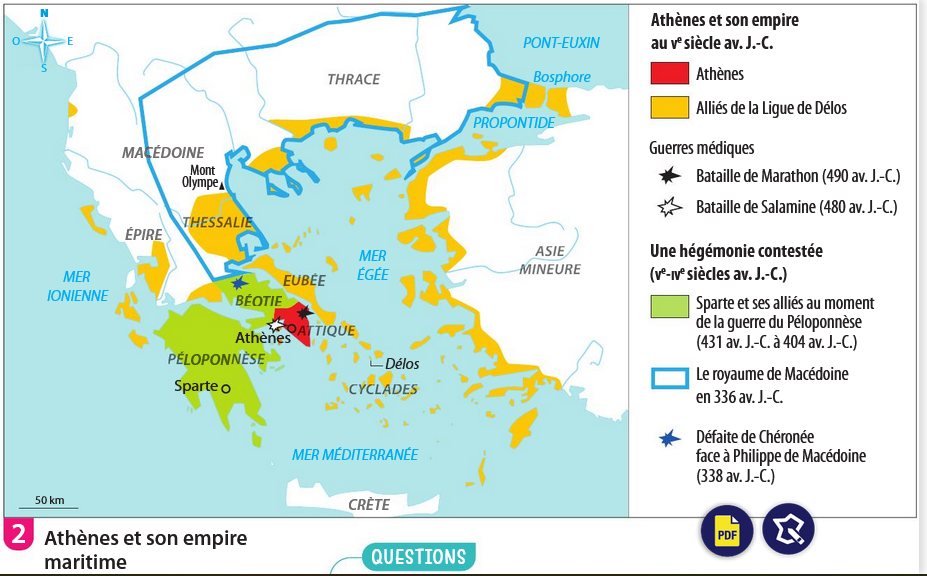 N
O
E
S
PONT-EUXIN
Bosphore
THRACE
PROPONTIDE
MACÉDOINE
Mont
Olympe
THESSALIE
ÉPIRE
MER
IONIENNE
MER
ÉGÉE
ASIE
MINEURE
EUBÉE
BÉOTIE
ATTIQUE
Athènes
PÉLOPONNÈSE
Sparte
Délos
CYCLADES
MER MÉDITERRANÉE
CRÈTE
50 km
Athènes et son empire
au Ve siècle av. J.-C.
Athènes
Alliés de la Ligue de Délos
Guerres médiques
Bataille de Marathon (490 av. J.-C.)
Bataille de Salamine (480 av. J.-C.)
Une hégémonie contestée
(Ve-IVe siècles av. J.-C.)
Sparte et ses alliés au moment
de la guerre du Péloponnèse
(431 av. J.-C. à 404 av. J.-C.)
Le royaume de Macédoine
en 336 av. J.-C.
Défaite de Chéronée
face à Philippe de Macédoine
(338 av. J.-C.)
PDF
2
Athènes et son empire
maritime
QUESTIONS